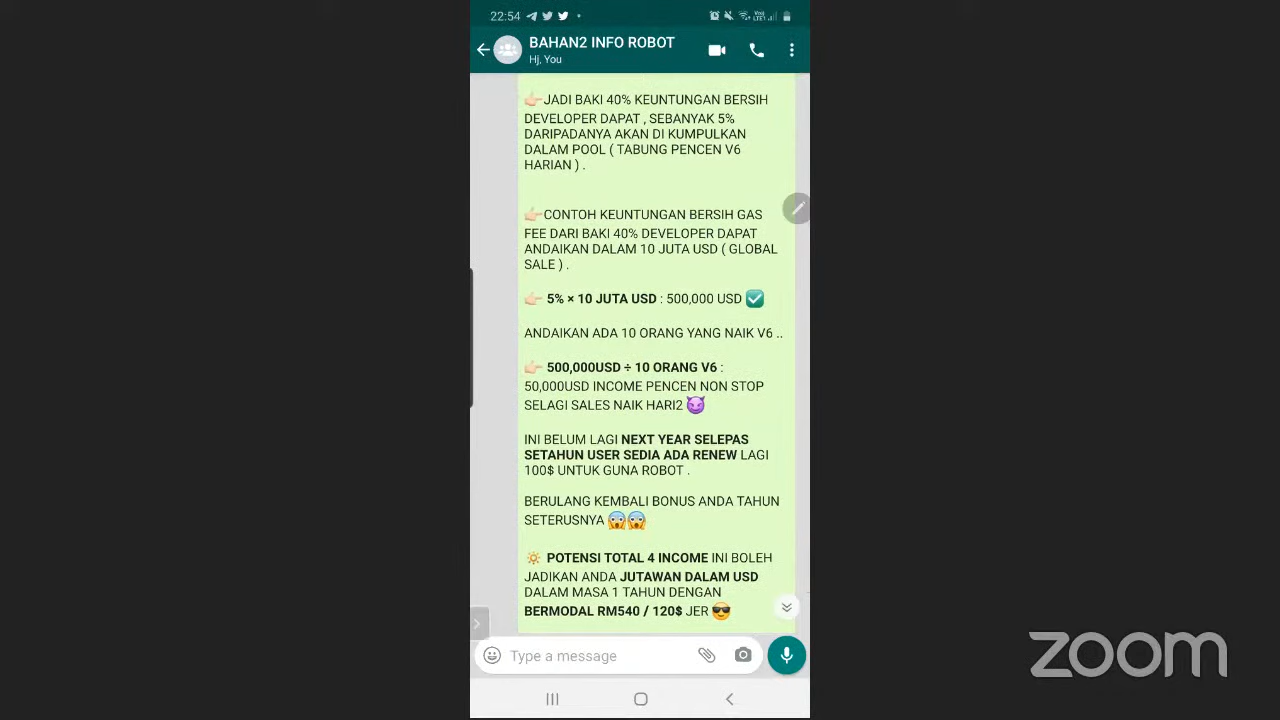 22:54
BAHAN2 INFO ROBOT
Hj, You
👉🏻JADI BAKI 40% KEUNTUNGAN BERSIH
DEVELOPER DAPAT , SEBANYAK 5%
DARIPADANYA AKAN DI KUMPULKAN
DALAM POOL ( TABUNG PENCEN V6
HARIAN ) .
👉🏻CONTOH KEUNTUNGAN BERSIH GAS
FEE DARI BAKI 40% DEVELOPER DAPAT
ANDAIKAN DALAM 10 JUTA USD ( GLOBAL
SALE ) .
👉🏻 5% × 10 JUTA USD : 500,000 USD ✅
ANDAIKAN ADA 10 ORANG YANG NAIK V6 ..
👉🏻 500,000USD ÷ 10 ORANG V6 :
50,000USD INCOME PENCEN NON STOP
SELAGI SALES NAIK HARI2 😈
INI BELUM LAGI NEXT YEAR SELEPAS
SETAHUN USER SEDIA ADA RENEW LAGI
100$ UNTUK GUNA ROBOT .
BERULANG KEMBALI BONUS ANDA TAHUN
SETERUSNYA 😱😱
🔅 POTENSI TOTAL 4 INCOME INI BOLEH
JADIKAN ANDA JUTAWAN DALAM USD
DALAM MASA 1 TAHUN DENGAN
BERMODAL RM540 / 120$ JER 😎
Type a message
zoom